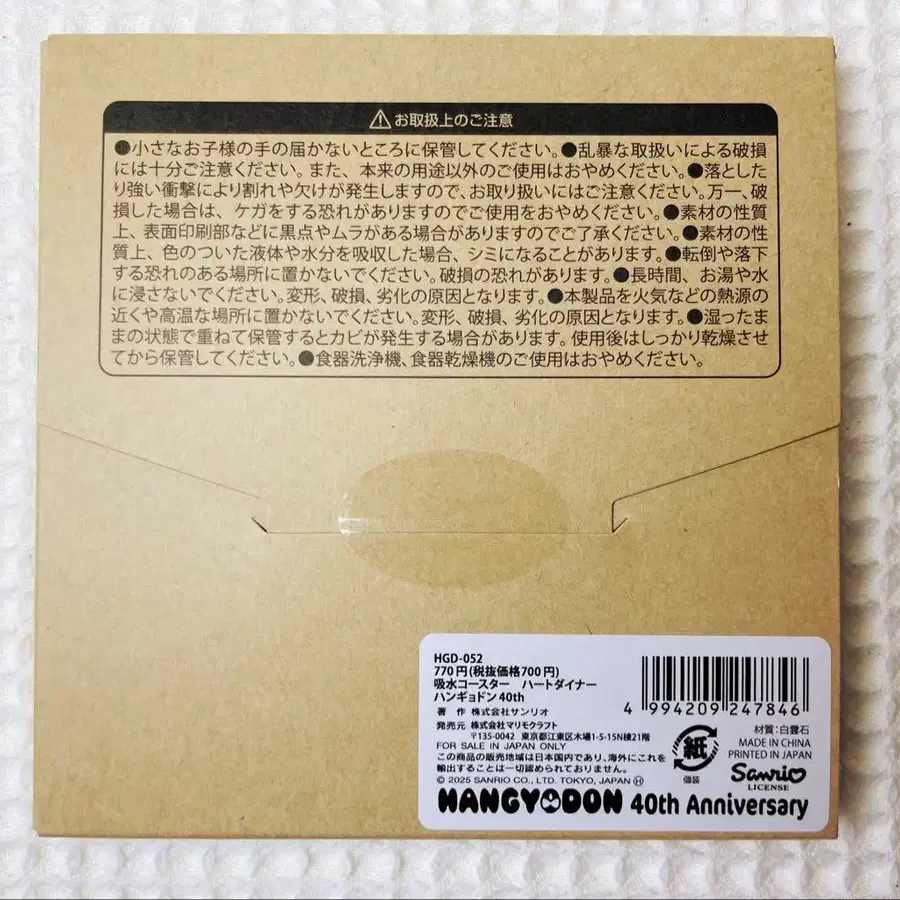 ⚠お取扱上のご注意
●小さなお子様の手の届かないところに保管してください。●乱暴な取扱いによる破損
には十分ご注意ください。また、本来の用途以外のご使用はおやめください。●落とした
り強い衝撃により割れや欠けが発生しますので、お取り扱いにはご注意ください。万一、破
損した場合は、ケガをする恐れがありますのでご使用をおやめください。●素材の性質
上、表面印刷部などに黒点やムラがある場合がありますのでご了承ください。●素材の性
質上、色のついた液体や水分を吸収した場合、シミになることがあります。●転倒や落下
する恐れのある場所に置かないでください。破損の恐れがあります。●長時間、お湯や水
に浸さないでください。変形、破損、劣化の原因となります。●本製品を火気などの熱源の
近くや高温な場所に置かないでください。変形、破損、劣化の原因となります。●湿ったま
まの状態で重ねて保管するとカビが発生する場合があります。使用後はしっかり乾燥させ
てから保管してください。●食器洗浄機、食器乾燥機のご使用はおやめください。
HGD-052
770円(税抜価格700円)
吸水コースター ハートダイナー
ハンギョドン40th
著 作 株式会社サンリオ
発売元 株式会社マリモクラフト
〒135-0042 東京都江東区木場1-5-15N棟21階
FOR SALE IN JAPAN ONLY
この商品の販売地域は日本国内であり、海外にこれを
輸出することは一切認められておりません。
© 2025 SANRIO CO., LTD. TOKYO, JAPAN Ⓗ
4 994209 247846
材質：白雲石
MADE IN CHINA
PRINTED IN JAPAN
紙
個装
Sanrio
LICENSE
HANGYODON 40th Anniversary